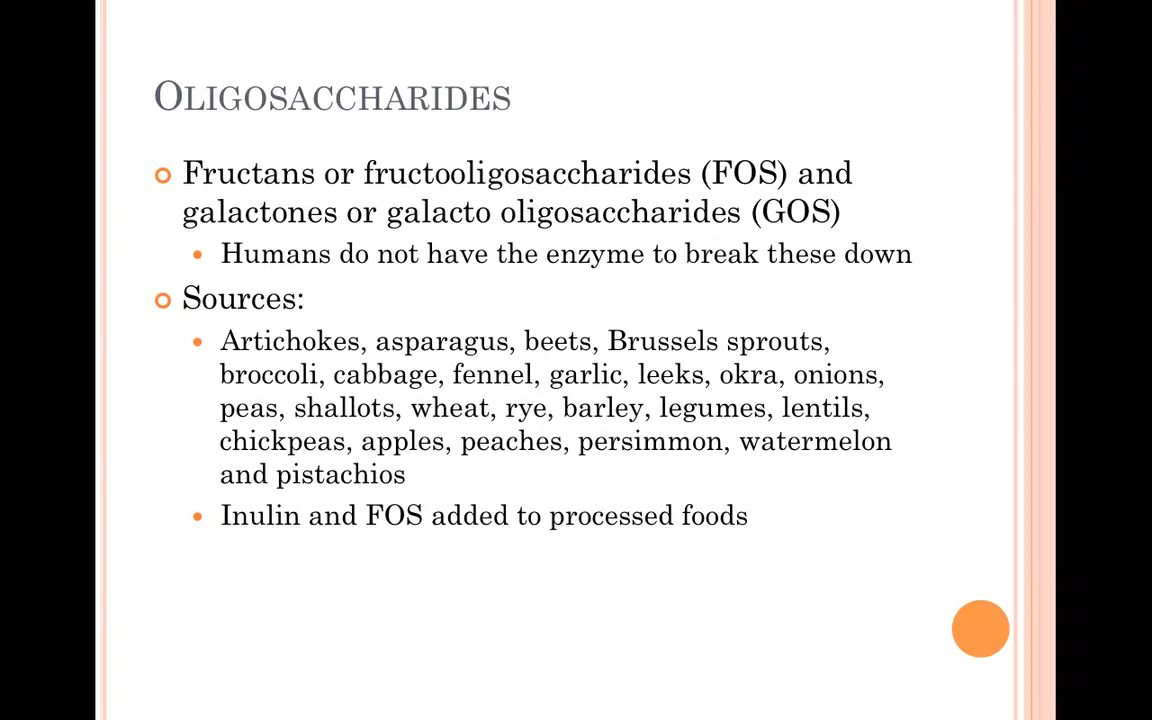 OLIGOSACCHARIDES
Fructans or fructooligosaccharides (FOS) and
galactones or galacto oligosaccharides (GOS)
Humans do not have the enzyme to break these down
Sources:
Artichokes, asparagus, beets, Brussels sprouts,
broccoli, cabbage, fennel, garlic, leeks, okra, onions,
peas, shallots, wheat, rye, barley, legumes, lentils,
chickpeas, apples, peaches, persimmon, watermelon
and pistachios
Inulin and FOS added to processed foods